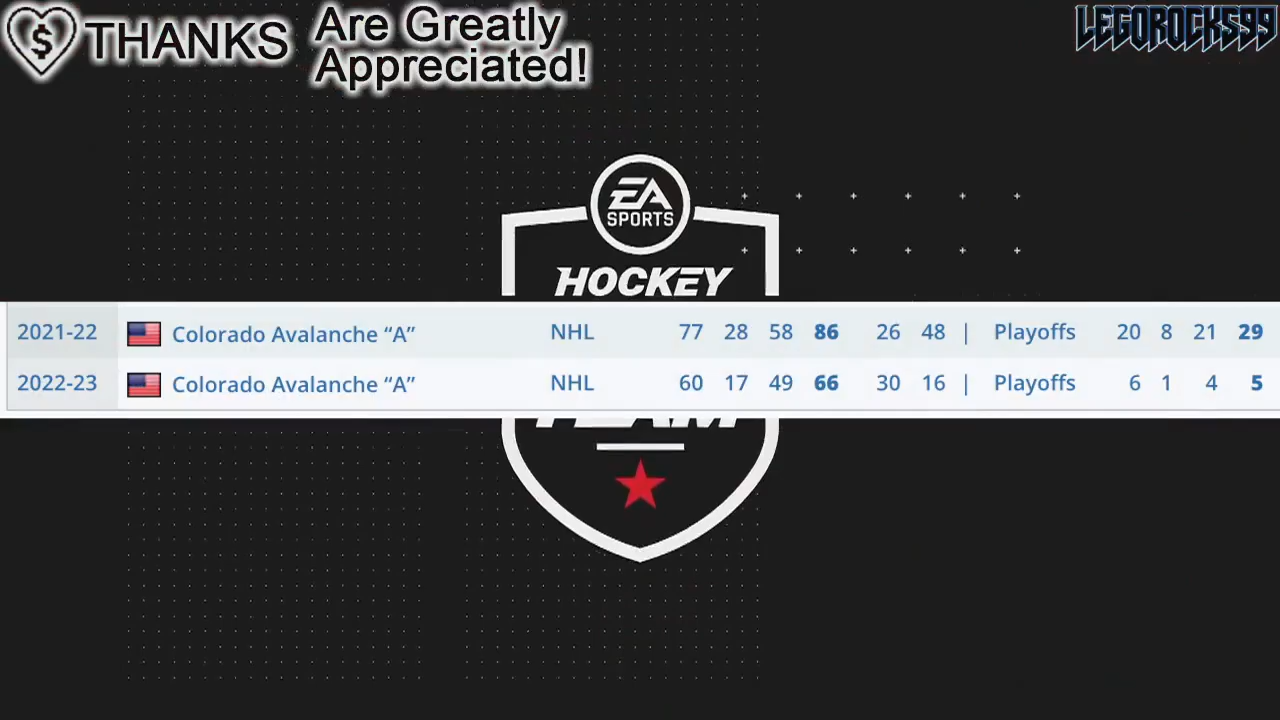 THANKS Are Greatly
Appreciated!
LEGOROCKS99
EA
SPORTS
HOCKEY
2021-22 Colorado Avalanche “A” NHL 77 28 58 86 26 48 | Playoffs 20 8 21 29
2022-23 Colorado Avalanche “A” NHL 60 17 49 66 30 16 | Playoffs 6 1 4 5
TEAM